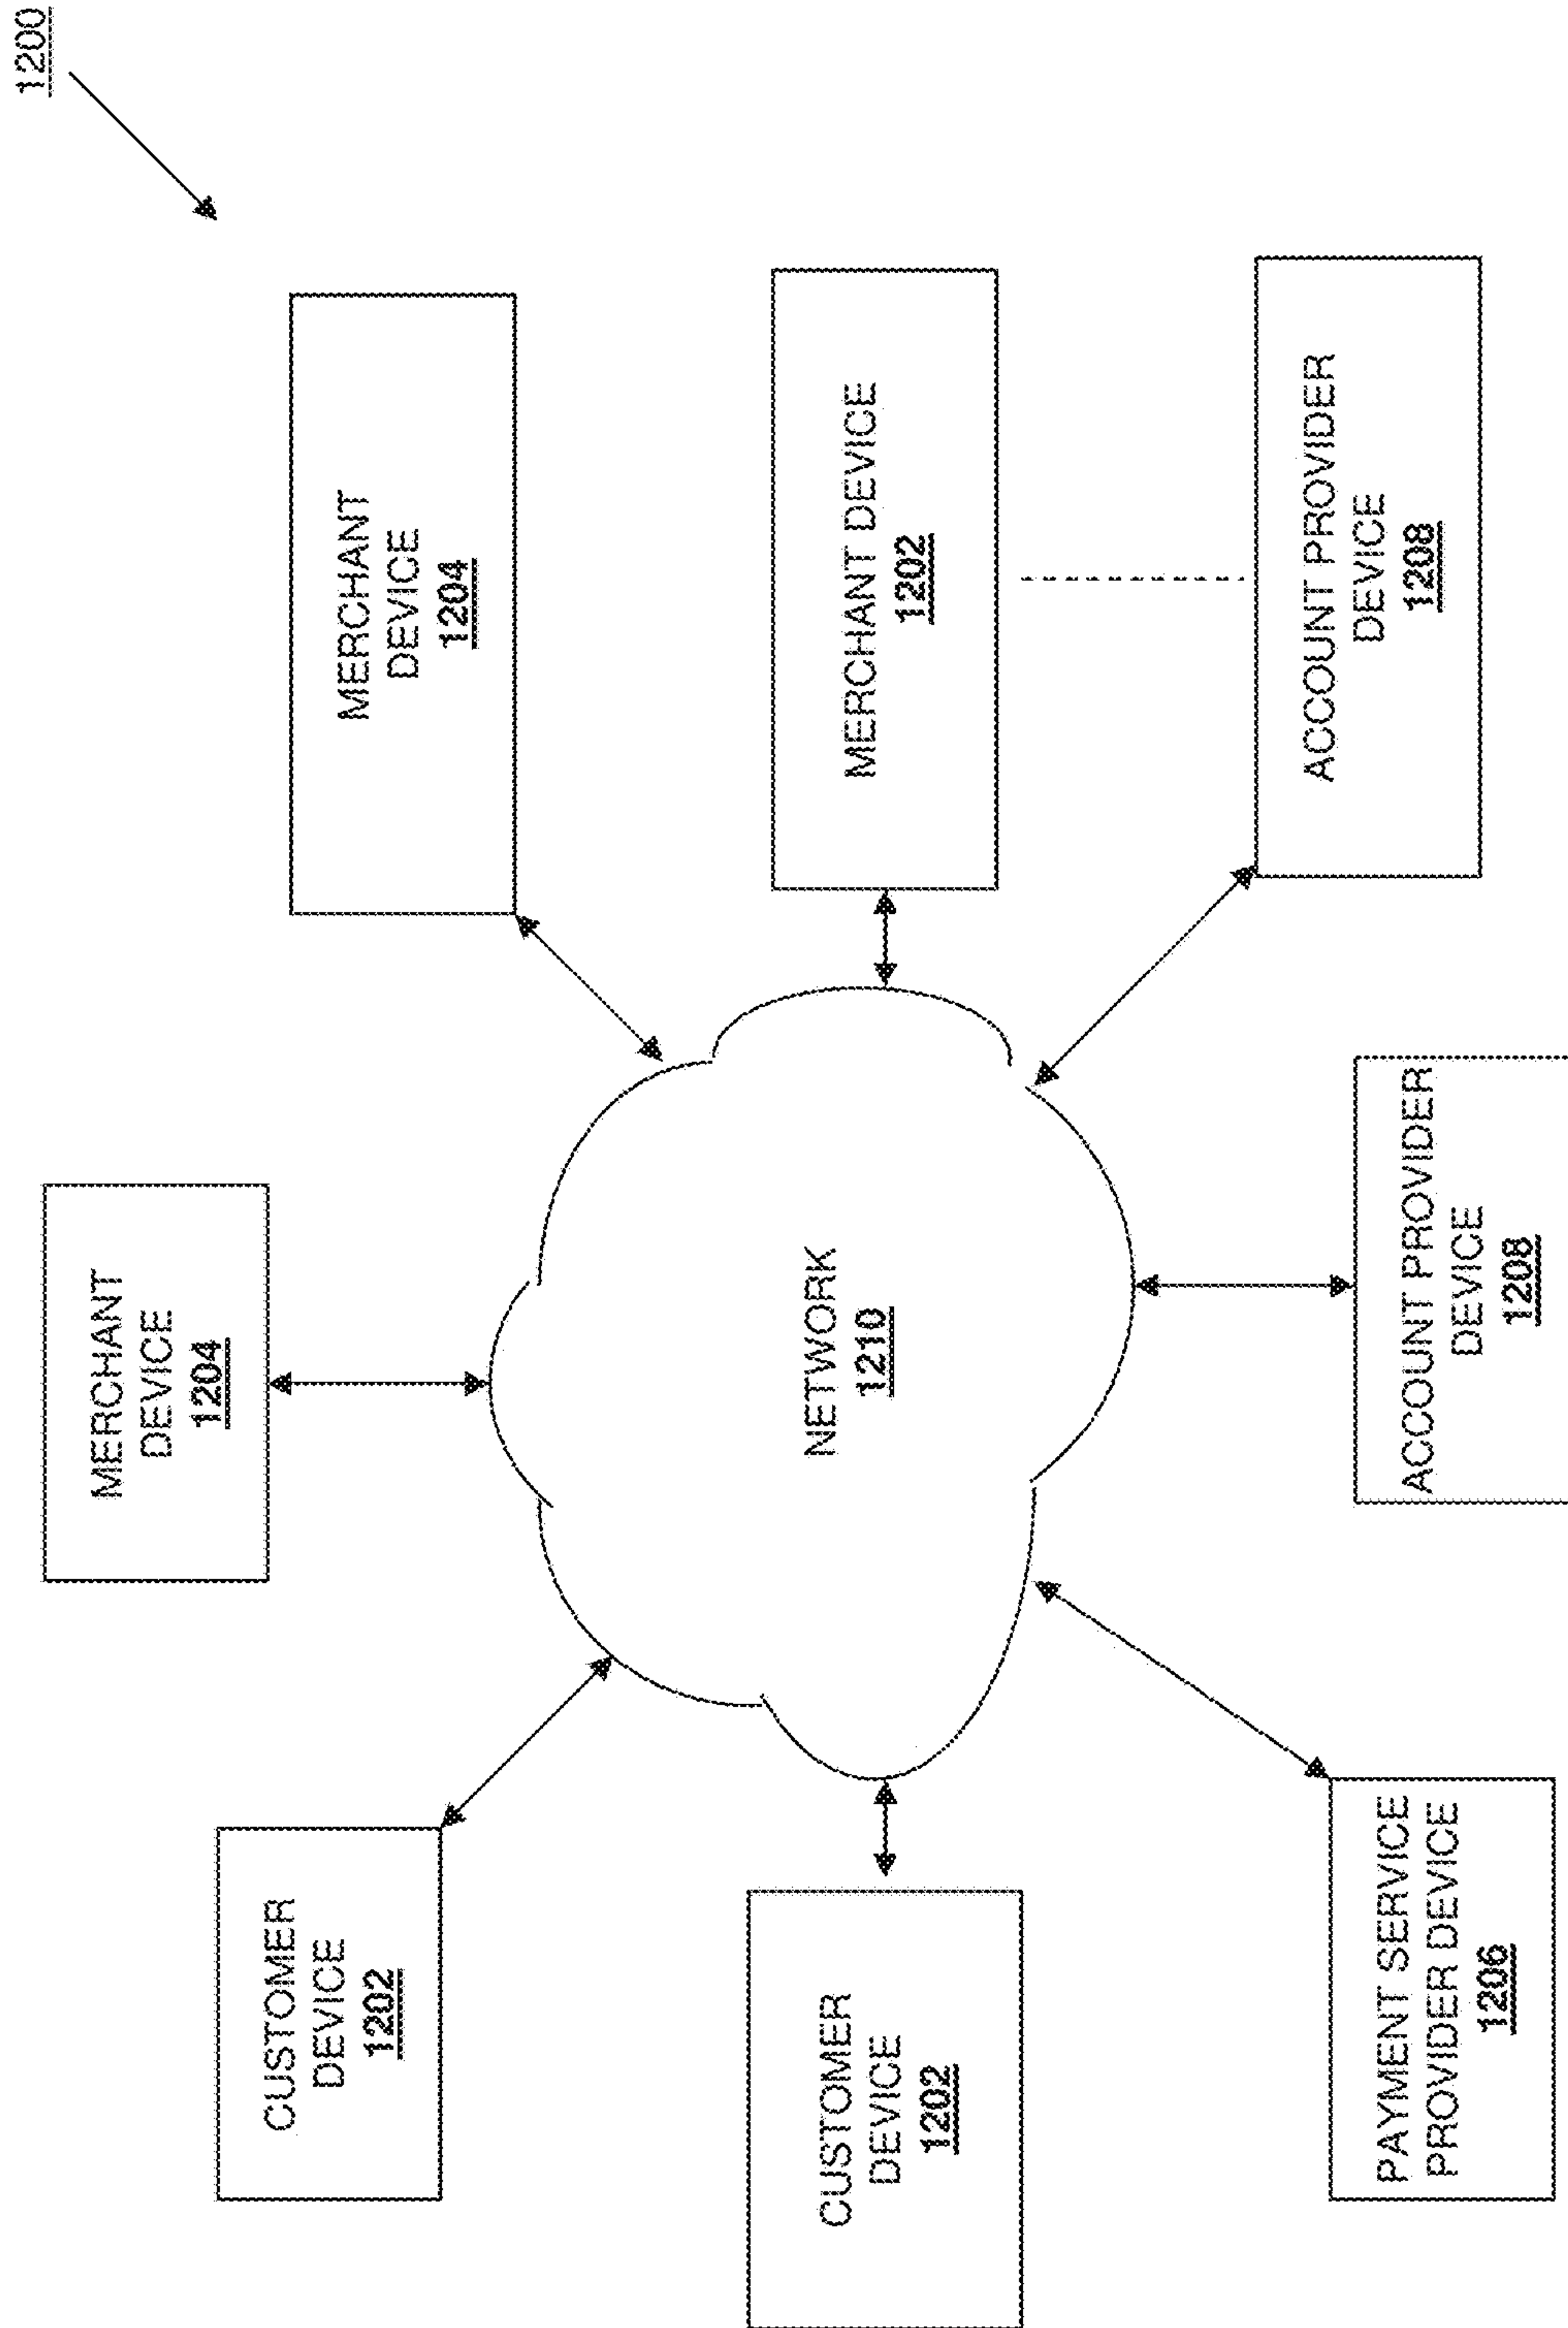 1200
MERCHANT
DEVICE
1204
CUSTOMER
DEVICE
1202
MERCHANT
DEVICE
1204
CUSTOMER
DEVICE
1202
NETWORK
1210
MERCHANT DEVICE
1202
PAYMENT SERVICE
PROVIDER DEVICE
1206
ACCOUNT PROVIDER
DEVICE
1208
ACCOUNT PROVIDER
DEVICE
1208